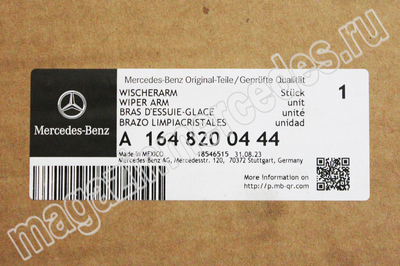 Mercedes-Benz Original-Teile/Geprüfte Qualität
WISCHERARM Stück 1
WIPER ARM unit
BRAS D'ESSUIE-GLACE unité
BRAZO LIMPIACRISTALES unidad
Mercedes-Benz
A 164 820 04 44
Made in MEXICO 48546515 31.08.23
Mercedes-Benz AG, Mercedesstr. 120, 70372 Stuttgart, Germany
More information on
http://p.mb-qr.com/
magazin-mercedes.ru